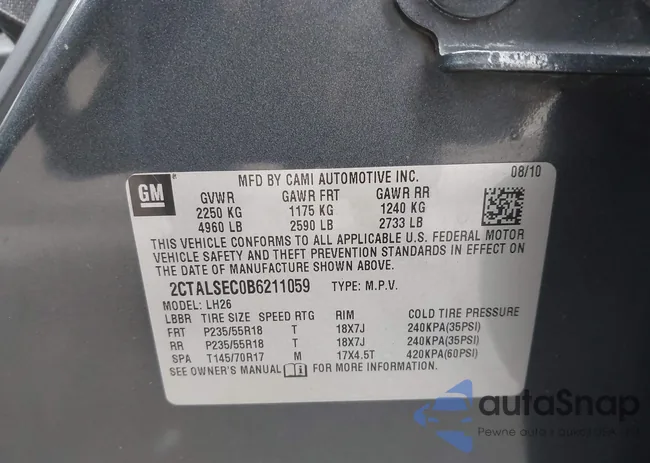 GM
MFD BY CAMI AUTOMOTIVE INC.
08/10
GVWR GAWR FRT GAWR RR
2250 KG 1175 KG 1240 KG
4960 LB 2590 LB 2733 LB
THIS VEHICLE CONFORMS TO ALL APPLICABLE U.S. FEDERAL MOTOR
VEHICLE SAFETY AND THEFT PREVENTION STANDARDS IN EFFECT ON
THE DATE OF MANUFACTURE SHOWN ABOVE.
2CTALSEC0B6211059 TYPE: M.P.V.
MODEL: LH26
LBBR TIRE SIZE SPEED RTG RIM COLD TIRE PRESSURE
FRT P235/55R18 T 18X7J 240KPA(35PSI)
RR P235/55R18 T 18X7J 240KPA(35PSI)
SPA T145/70R17 M 17X4.5T 420KPA(60PSI)
SEE OWNER'S MANUAL FOR MORE INFORMATION.
autoSnap
Pewne auto